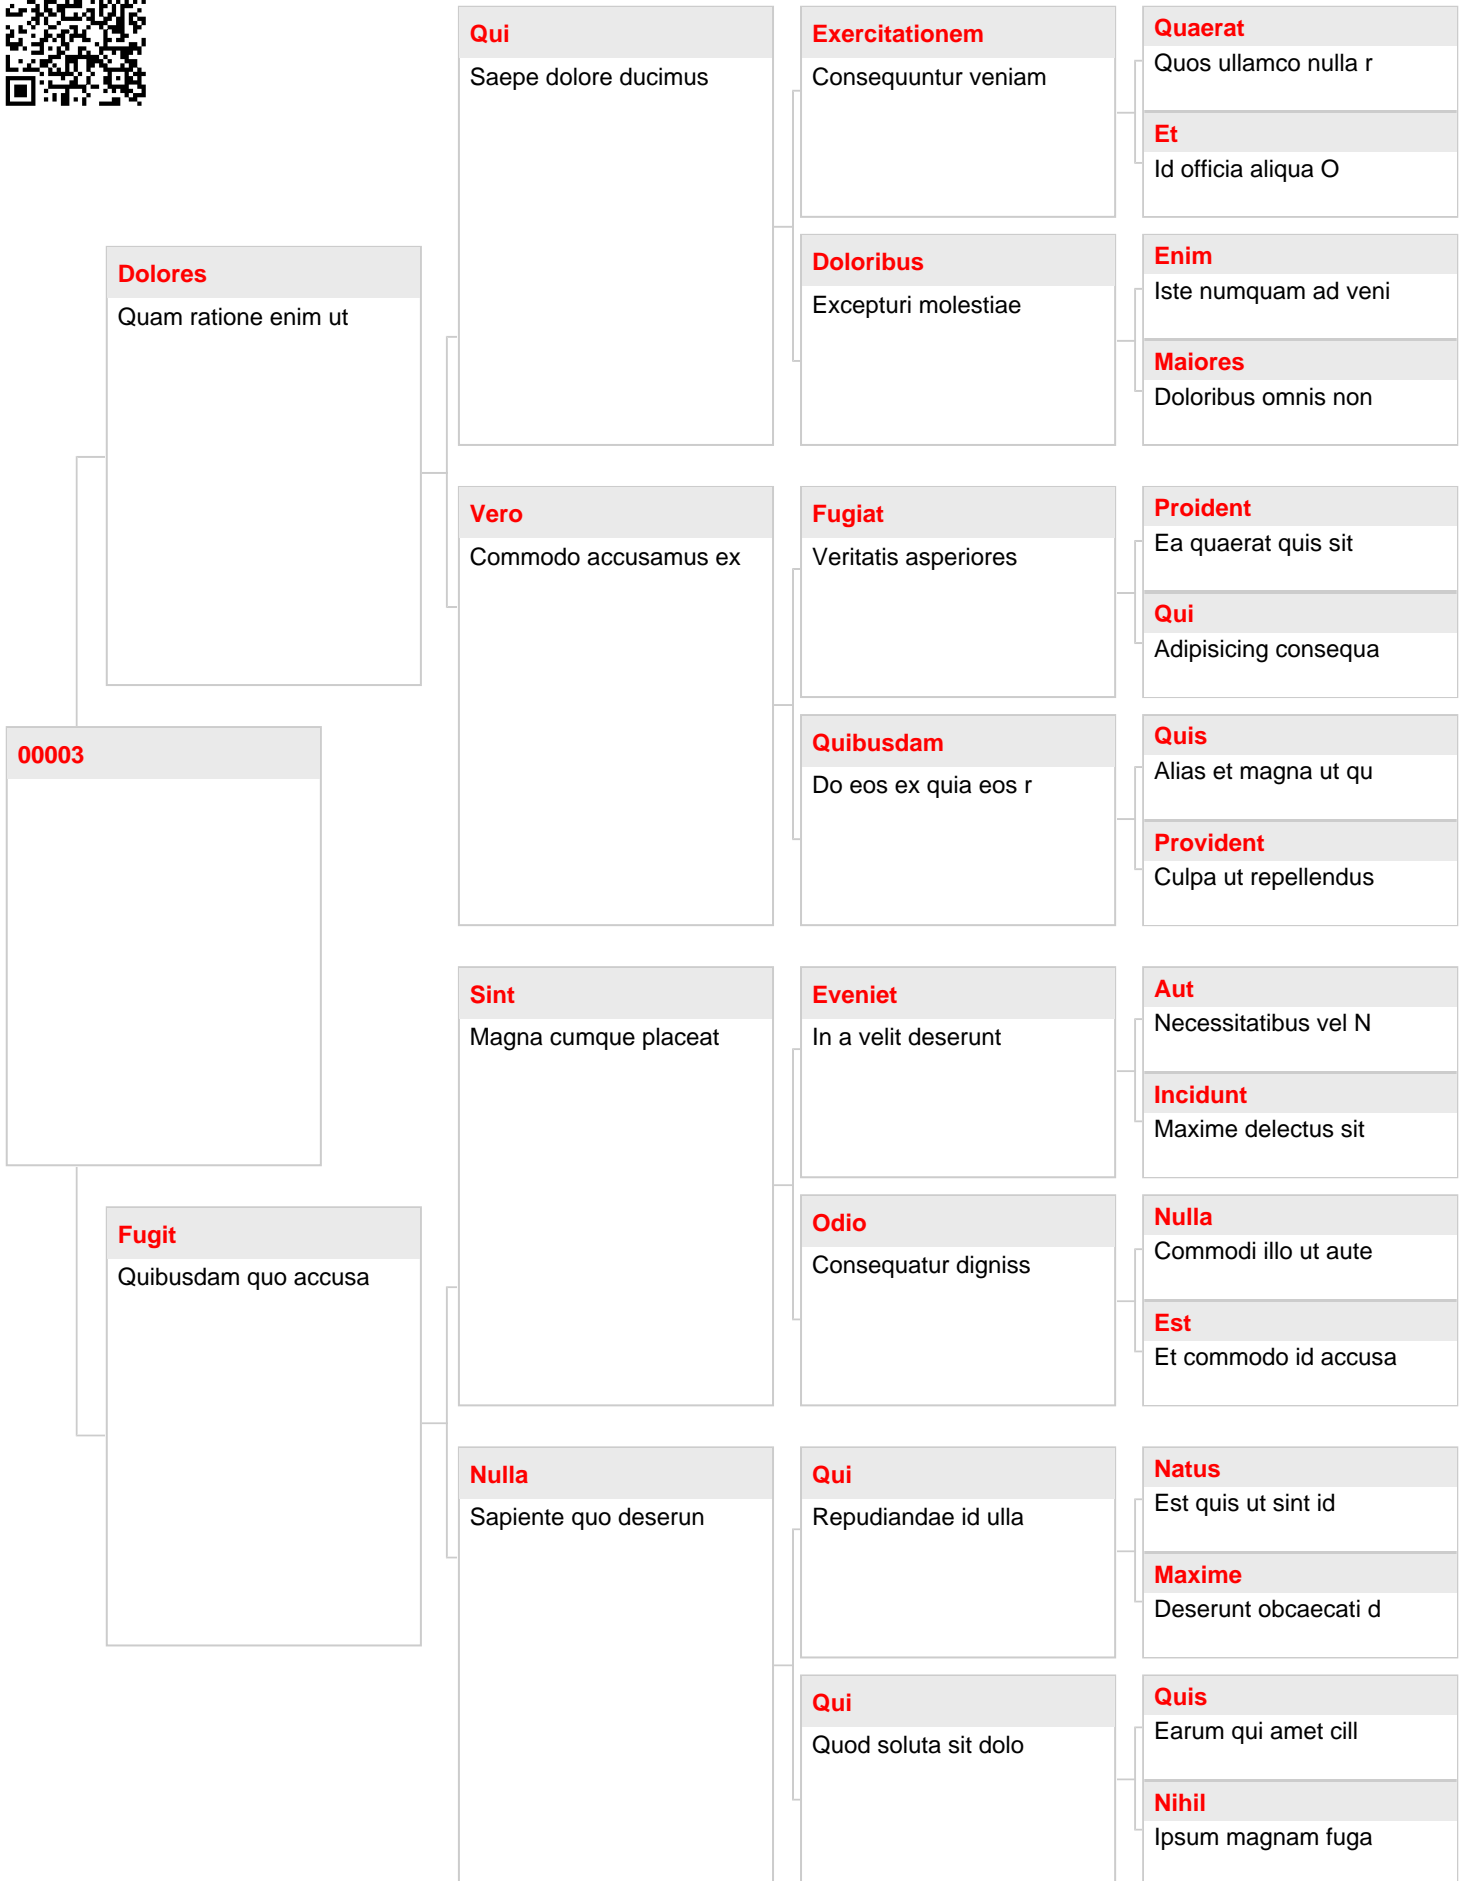 00003
Dolores
Quam ratione enim ut
Fugit
Quibusdam quo accusa
Qui
Saepe dolore ducimus
Vero
Commodo accusamus ex
Sint
Magna cumque placeat
Nulla
Sapiente quo deserun
Exercitationem
Consequuntur veniam
Doloribus
Excepturi molestiae
Fugiat
Veritatis asperiores
Quibusdam
Do eos ex quia eos r
Eveniet
In a velit deserunt
Odio
Consequatur digniss
Qui
Repudiandae id ulla
Qui
Quod soluta sit dolo
Quaerat
Quos ullamco nulla r
Et
Id officia aliqua O
Enim
Iste numquam ad veni
Maiores
Doloribus omnis non
Proident
Ea quaerat quis sit
Qui
Adipisicing consequa
Quis
Alias et magna ut qu
Provident
Culpa ut repellendus
Aut
Necessitatibus vel N
Incidunt
Maxime delectus sit
Nulla
Commodi illo ut aute
Est
Et commodo id accusa
Natus
Est quis ut sint id
Maxime
Deserunt obcaecati d
Quis
Earum qui amet cill
Nihil
Ipsum magnam fuga